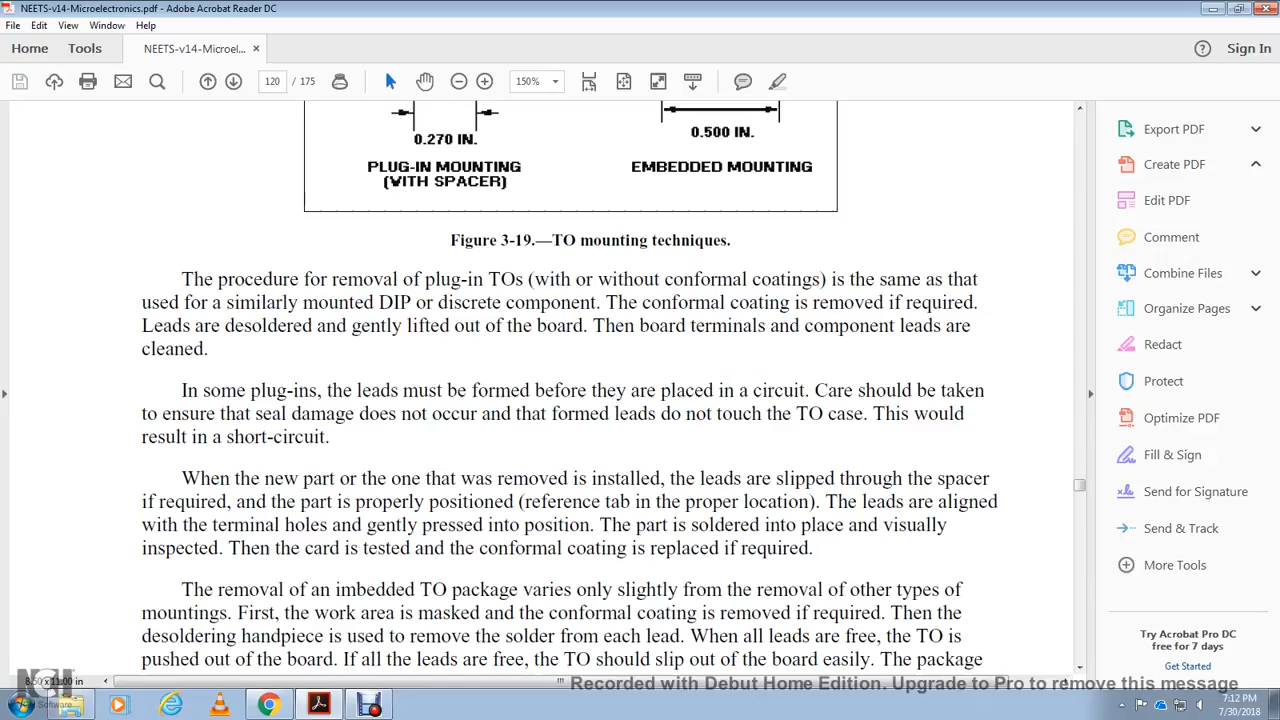 NEETS-v14-Microelectronics.pdf - Adobe Acrobat Reader DC
File Edit View Window Help
Home Tools NEETS-v14-Microel... × Sign In
120 / 175 150%
0.270 IN. 0.500 IN.
PLUG-IN MOUNTING EMBEDDED MOUNTING
(WITH SPACER)
Figure 3-19.—TO mounting techniques.
The procedure for removal of plug-in TOs (with or without conformal coatings) is the same as that
used for a similarly mounted DIP or discrete component. The conformal coating is removed if required.
Leads are desoldered and gently lifted out of the board. Then board terminals and component leads are
cleaned.
In some plug-ins, the leads must be formed before they are placed in a circuit. Care should be taken
to ensure that seal damage does not occur and that formed leads do not touch the TO case. This would
result in a short-circuit.
When the new part or the one that was removed is installed, the leads are slipped through the spacer
if required, and the part is properly positioned (reference tab in the proper location). The leads are aligned
with the terminal holes and gently pressed into position. The part is soldered into place and visually
inspected. Then the card is tested and the conformal coating is replaced if required.
The removal of an imbedded TO package varies only slightly from the removal of other types of
mountings. First, the work area is masked and the conformal coating is removed if required. Then the
desoldering handpiece is used to remove the solder from each lead. When all leads are free, the TO is
pushed out of the board. If all the leads are free, the TO should slip out of the board easily. The package
Export PDF
Create PDF
Edit PDF
Comment
Combine Files
Organize Pages
Redact
Protect
Optimize PDF
Fill & Sign
Send for Signature
Send & Track
More Tools
Try Acrobat Pro DC
free for 7 days
Get Started
8.50 x 11.00 in
Recorded with Debut Home Edition. Upgrade to Pro to remove this message
NCH Software
7:12 PM
7/30/2018